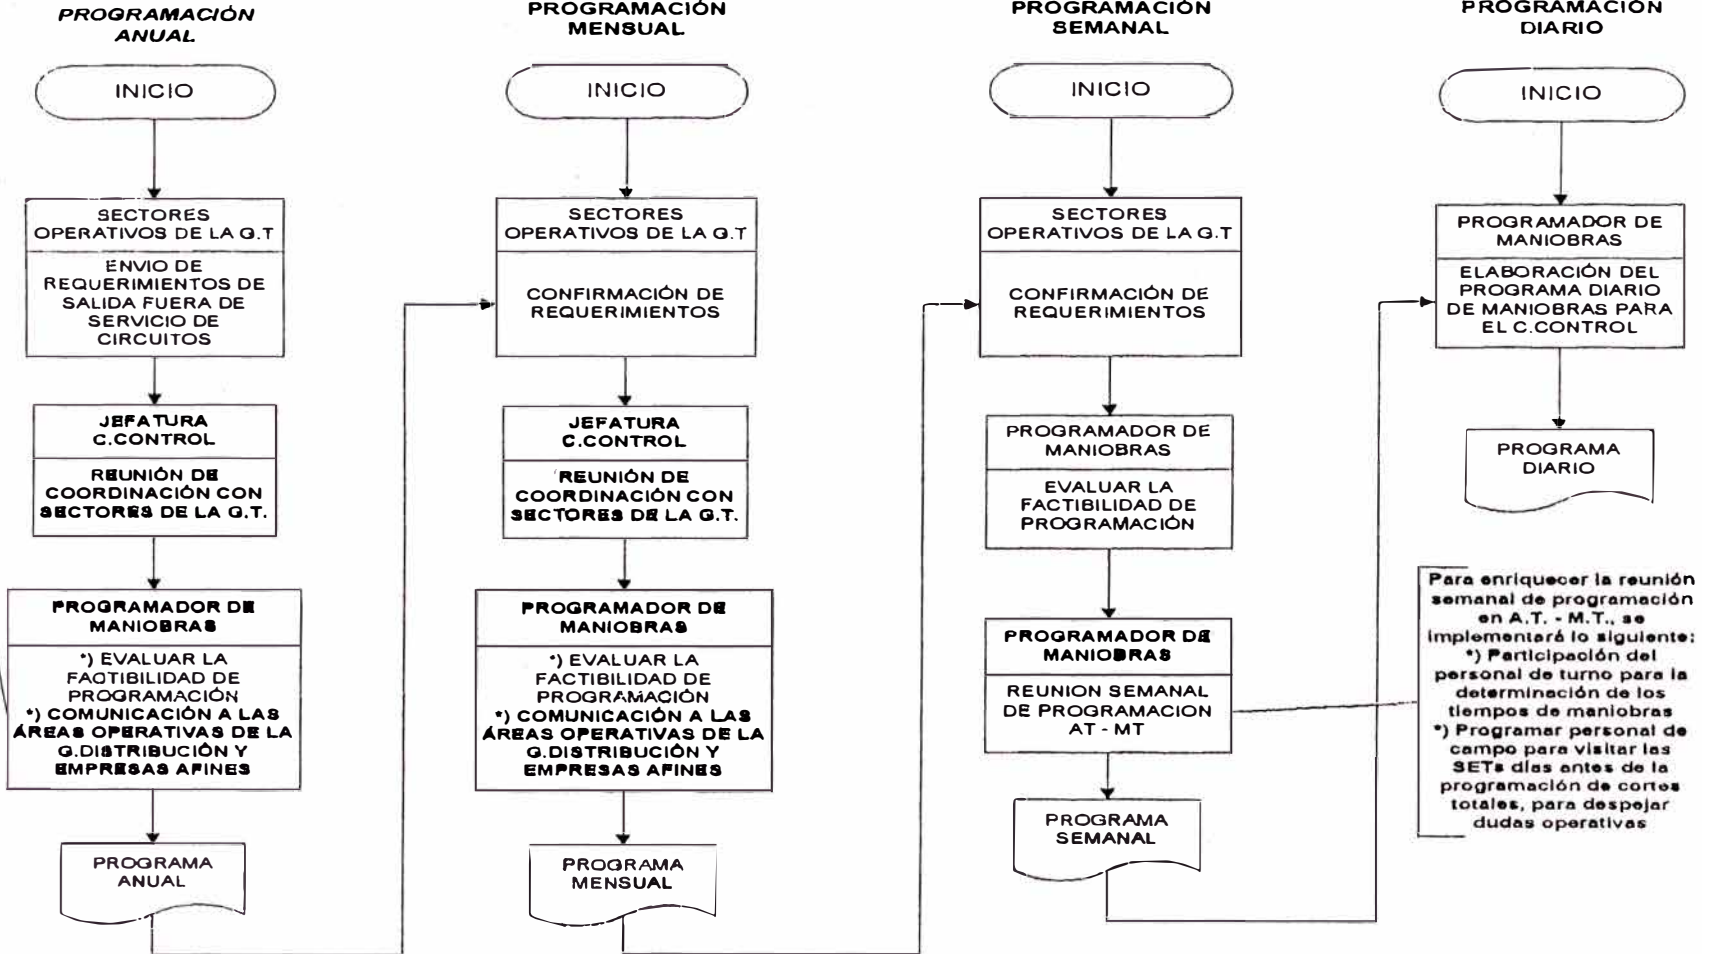 PROGRAMACIÓN
ANUAL
INICIO
SECTORES
OPERATIVOS DE LA G.T
ENVIO DE
REQUERIMIENTOS DE
SALIDA FUERA DE
SERVICIO DE
CIRCUITOS
JEFATURA
C.CONTROL
REUNIÓN DE
COORDINACIÓN CON
SECTORES DE LA G.T.
PROGRAMADOR DE
MANIOBRAS
*) EVALUAR LA
FACTIBILIDAD DE
PROGRAMACIÓN
*) COMUNICACIÓN A LAS
ÁREAS OPERATIVAS DE LA
G.DISTRIBUCIÓN Y
EMPRESAS AFINES
PROGRAMA
ANUAL
PROGRAMACIÓN
MENSUAL
INICIO
SECTORES
OPERATIVOS DE LA G.T
CONFIRMACIÓN DE
REQUERIMIENTOS
JEFATURA
C.CONTROL
REUNIÓN DE
COORDINACIÓN CON
SECTORES DE LA G.T.
PROGRAMADOR DE
MANIOBRAS
*) EVALUAR LA
FACTIBILIDAD DE
PROGRAMACIÓN
*) COMUNICACIÓN A LAS
ÁREAS OPERATIVAS DE LA
G.DISTRIBUCIÓN Y
EMPRESAS AFINES
PROGRAMA
MENSUAL
PROGRAMACIÓN
SEMANAL
INICIO
SECTORES
OPERATIVOS DE LA G.T
CONFIRMACIÓN DE
REQUERIMIENTOS
PROGRAMADOR DE
MANIOBRAS
EVALUAR LA
FACTIBILIDAD DE
PROGRAMACIÓN
PROGRAMADOR DE
MANIOBRAS
REUNION SEMANAL
DE PROGRAMACION
AT - MT
PROGRAMA
SEMANAL
PROGRAMACIÓN
DIARIO
INICIO
PROGRAMADOR DE
MANIOBRAS
ELABORACIÓN DEL
PROGRAMA DIARIO
DE MANIOBRAS PARA
EL C.CONTROL
PROGRAMA
DIARIO
Para enriquecer la reunión
semanal de programación
en A.T. - M.T., se
implementará lo siguiente:
*) Participación del
personal de turno para la
determinación de los
tiempos de maniobras
*) Programar personal de
campo para visitar las
SETs días antes de la
programación de cortes
totales, para despejar
dudas operativas